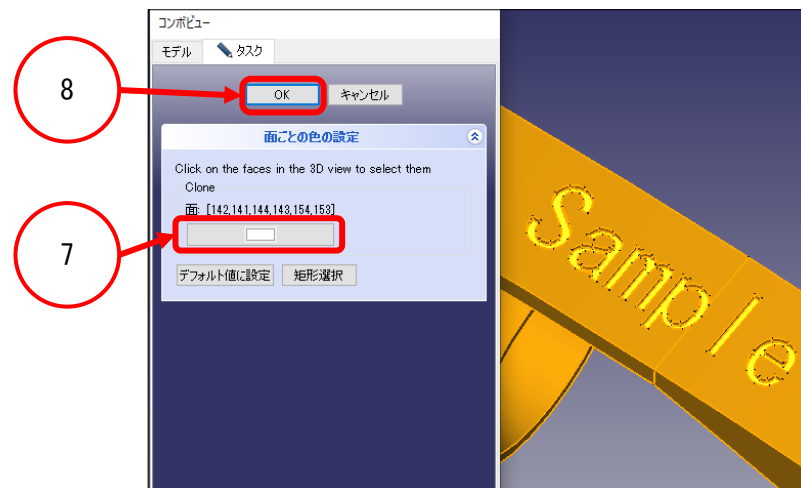 コンボビュー
モデル タスク
8
OK キャンセル
面ごとの色の設定
Click on the faces in the 3D view to select them
Clone
面: [142,141,144,143,154,153]
7
デフォルト値に設定 矩形選択
Sample